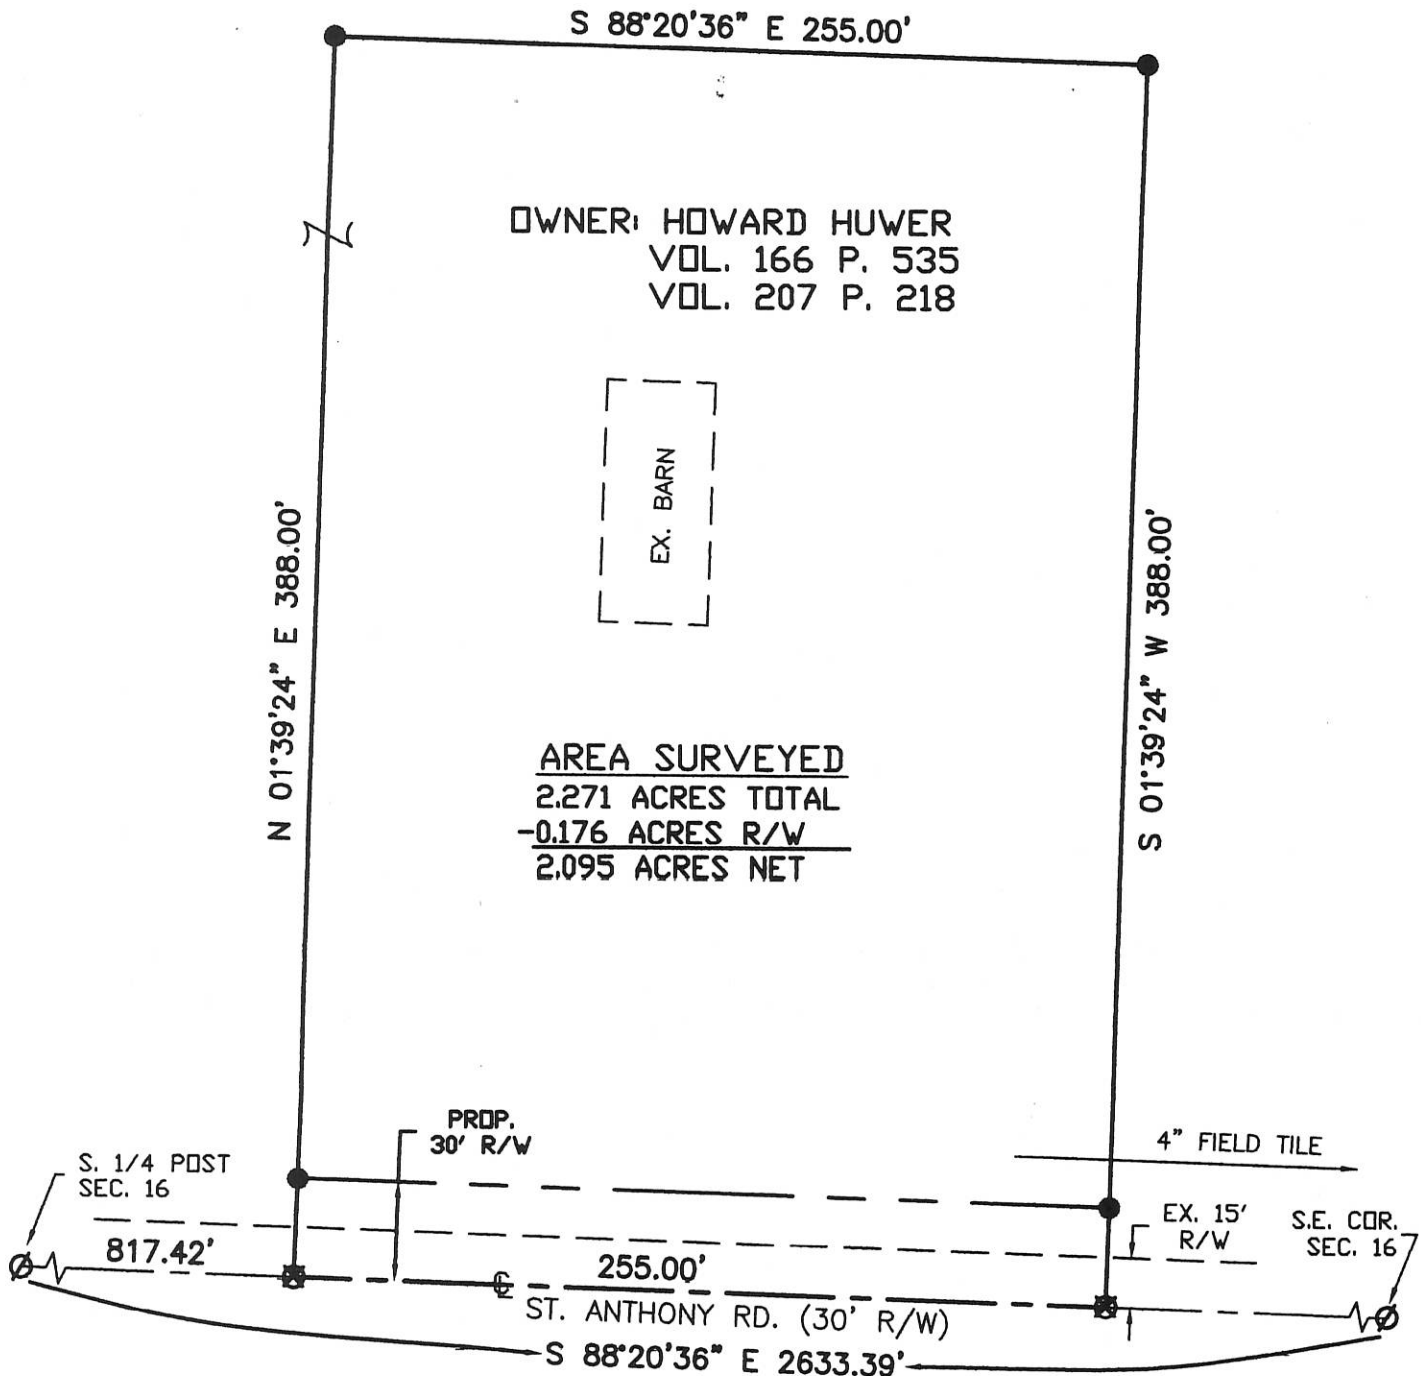 S 88°20'36" E 255.00'
OWNER: HOWARD HUWER
VOL. 166 P. 535
VOL. 207 P. 218
EX. BARN
N 01°39'24" E 388.00'
S 01°39'24" W 388.00'
AREA SURVEYED
2.271 ACRES TOTAL
-0.176 ACRES R/W
2.095 ACRES NET
PROP.
30' R/W
4" FIELD TILE
S. 1/4 POST
SEC. 16
EX. 15'
R/W
S.E. COR.
SEC. 16
817.42'
255.00'
℄
ST. ANTHONY RD. (30' R/W)
S 88°20'36" E 2633.39'